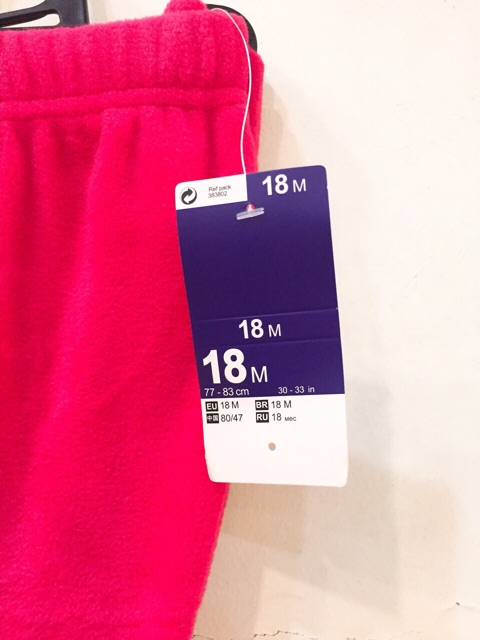 Ref pack
383802
18 M
18 M
18 M
77 - 83 cm 30 - 33 in
EU 18 M BR 18 M
中国 80/47 RU 18 мес